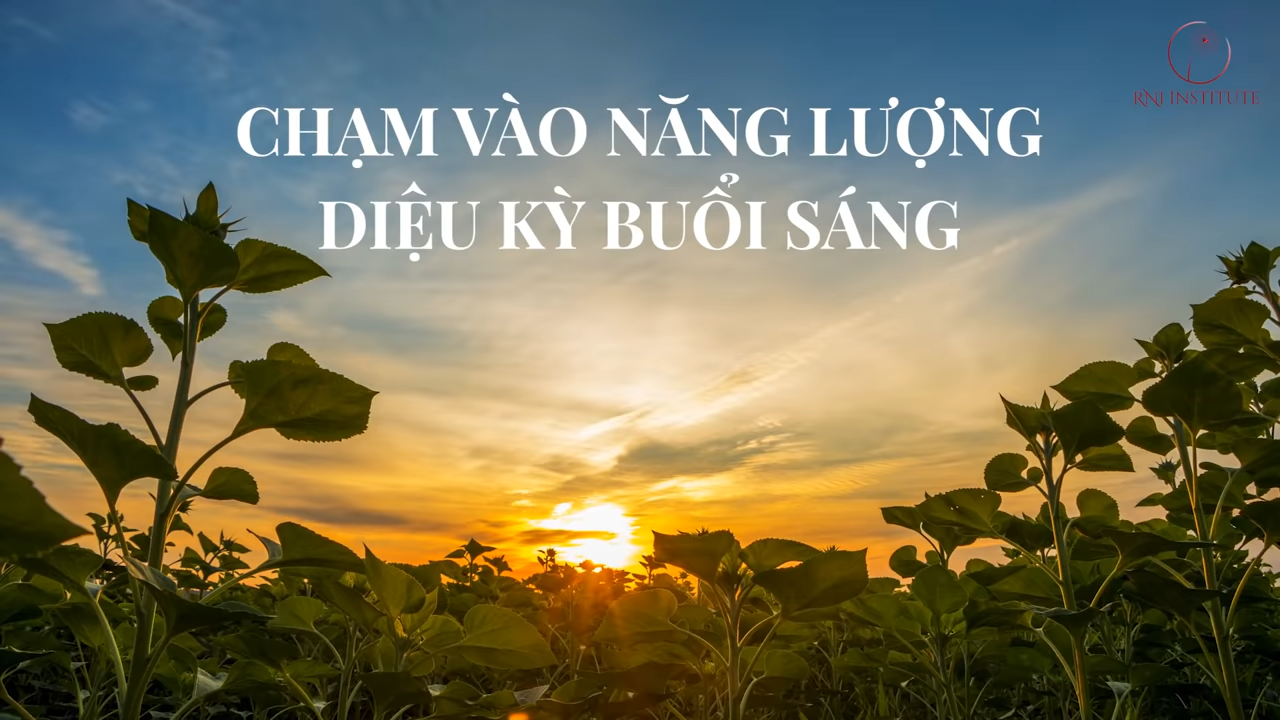 RNI INSTITUTE
CHẠM VÀO NĂNG LƯỢNG
DIỆU KỲ BUỔI SÁNG